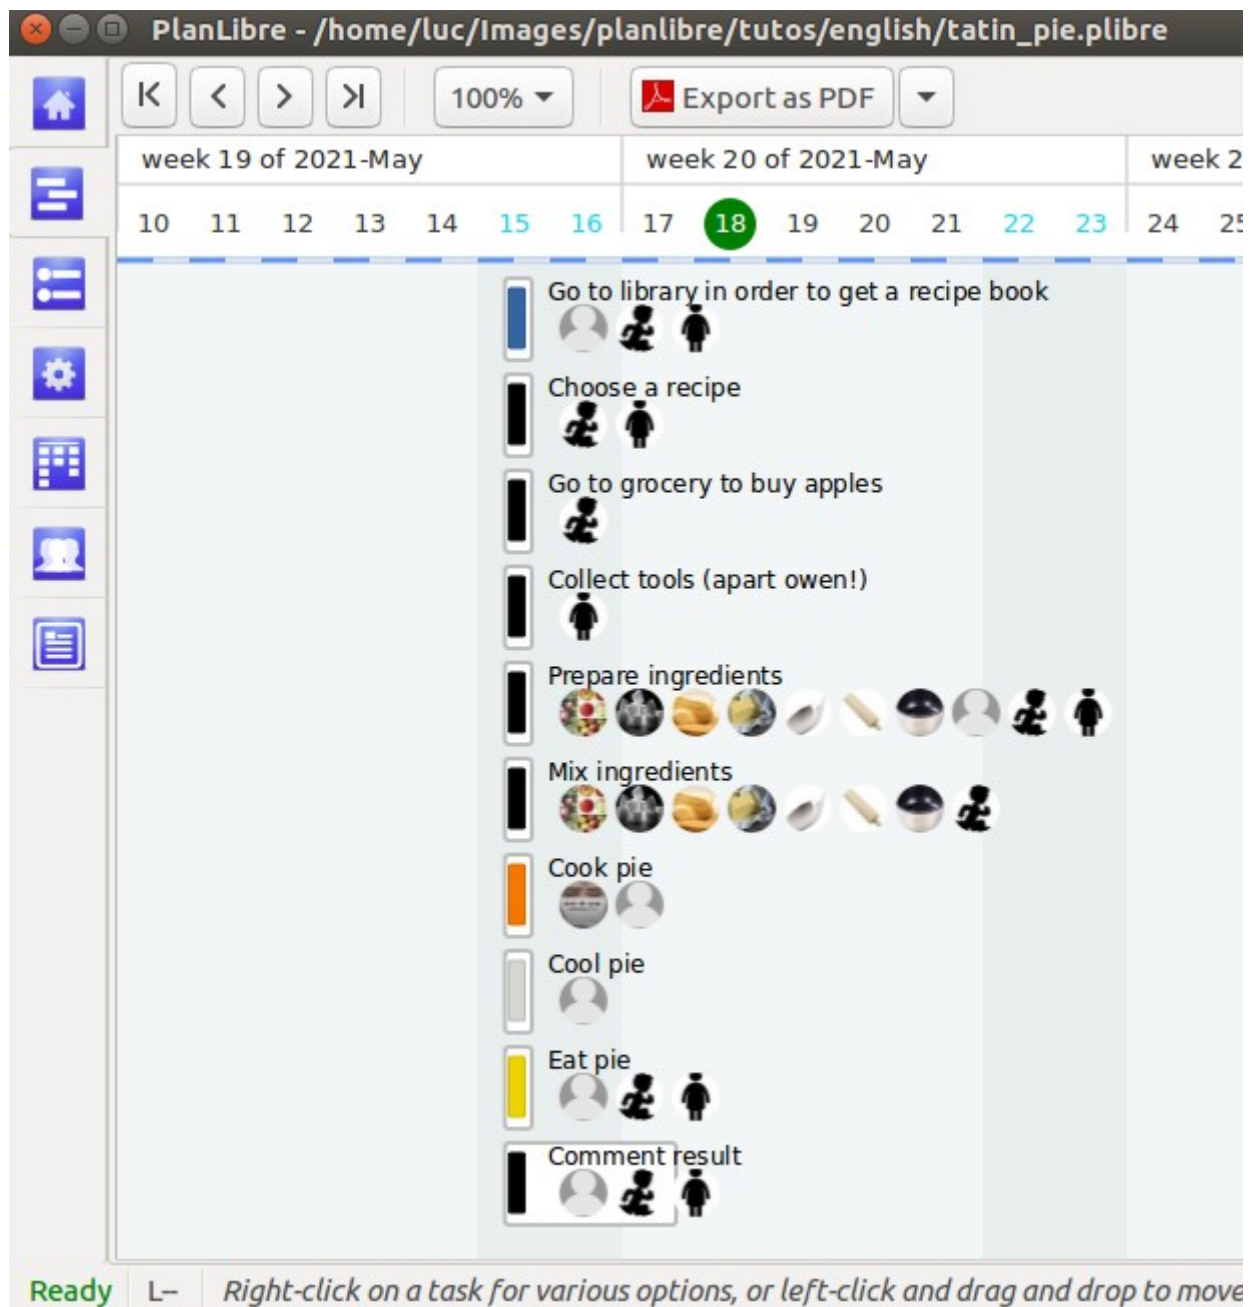 PlanLibre - /home/luc/Images/planlibre/tutos/english/tatin_pie.plibre
100% Export as PDF
week 19 of 2021-May week 20 of 2021-May week 2
10 11 12 13 14 15 16 17 18 19 20 21 22 23 24 25
Go to library in order to get a recipe book
Choose a recipe
Go to grocery to buy apples
Collect tools (apart owen!)
Prepare ingredients
Mix ingredients
Cook pie
Cool pie
Eat pie
Comment result
Ready L-- Right-click on a task for various options, or left-click and drag and drop to move